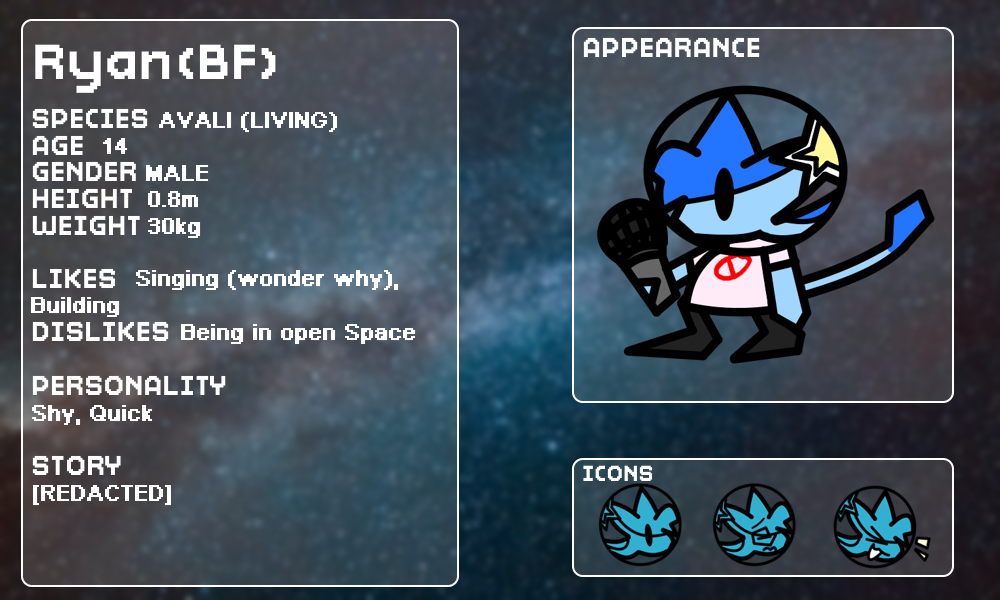 Ryan(BF)
SPECIES AVALI (LIVING)
AGE 14
GENDER MALE
HEIGHT 0.8m
WEIGHT 30kg
LIKES Singing (wonder why),
Building
DISLIKES Being in open Space
PERSONALITY
Shy, Quick
STORY
[REDACTED]
APPEARANCE
ICONS